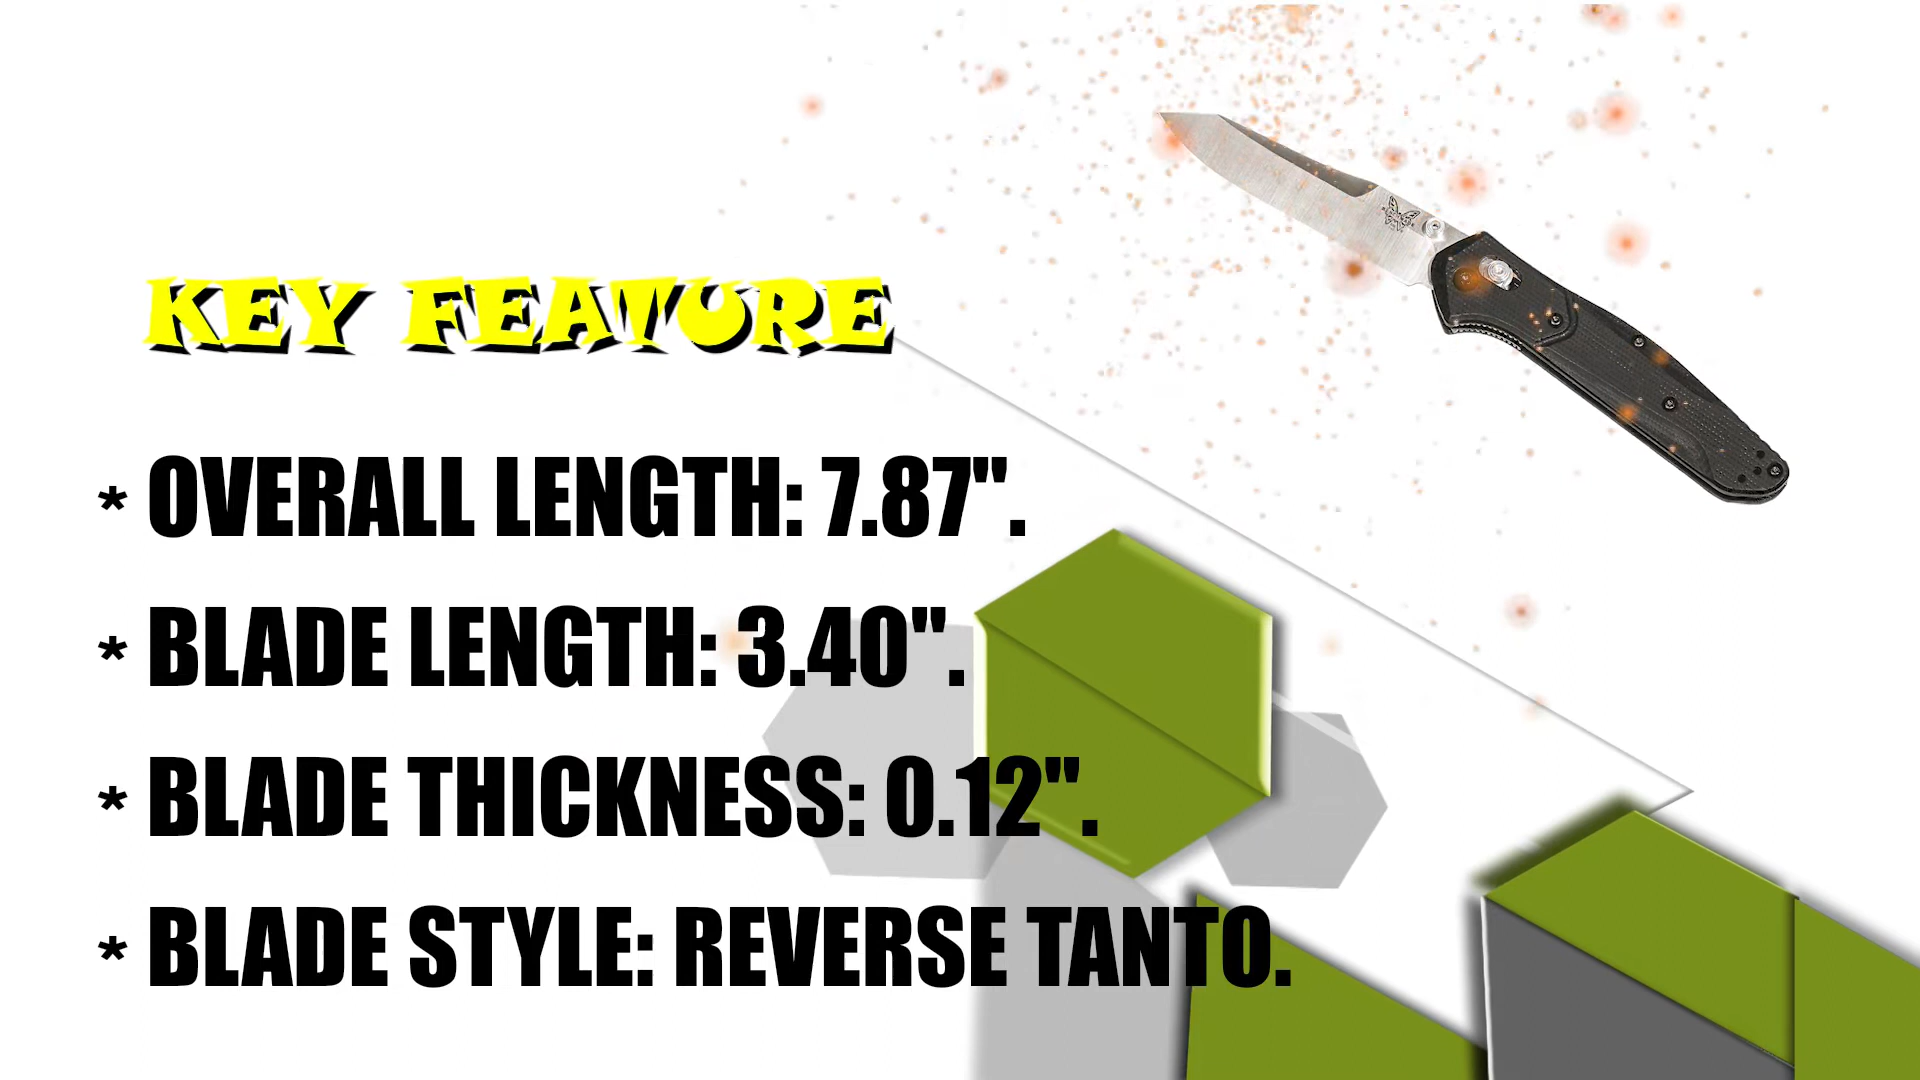 KEY FEATURE
* OVERALL LENGTH: 7.87".
* BLADE LENGTH: 3.40".
* BLADE THICKNESS: 0.12".
* BLADE STYLE: REVERSE TANTO.